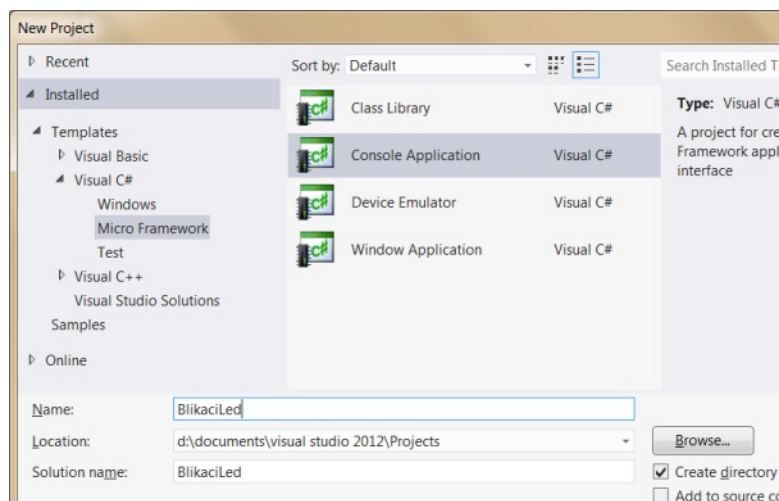 New Project
Recent
Installed
Templates
Visual Basic
Visual C#
Windows
Micro Framework
Test
Visual C++
Visual Studio Solutions
Samples
Online
Sort by: Default
Class Library Visual C#
Console Application Visual C#
Device Emulator Visual C#
Window Application Visual C#
Search Installed T
Type: Visual C#
A project for cre
Framework appl
interface
Name: BlikaciLed
Location: d:\documents\visual studio 2012\Projects
Browse...
Solution name: BlikaciLed
Create directory
Add to source co